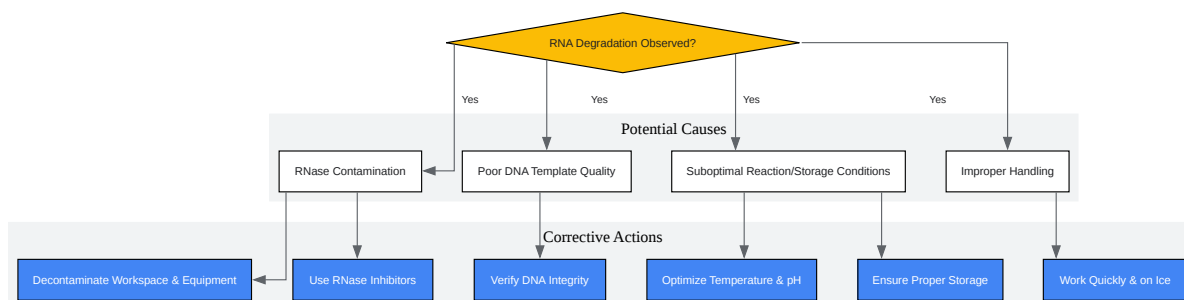 RNA Degradation Observed?
Yes
Yes
Yes
Yes
Potential Causes
RNase Contamination
Poor DNA Template Quality
Suboptimal Reaction/Storage Conditions
Improper Handling
Corrective Actions
Decontaminate Workspace & Equipment
Use RNase Inhibitors
Verify DNA Integrity
Optimize Temperature & pH
Ensure Proper Storage
Work Quickly & on Ice